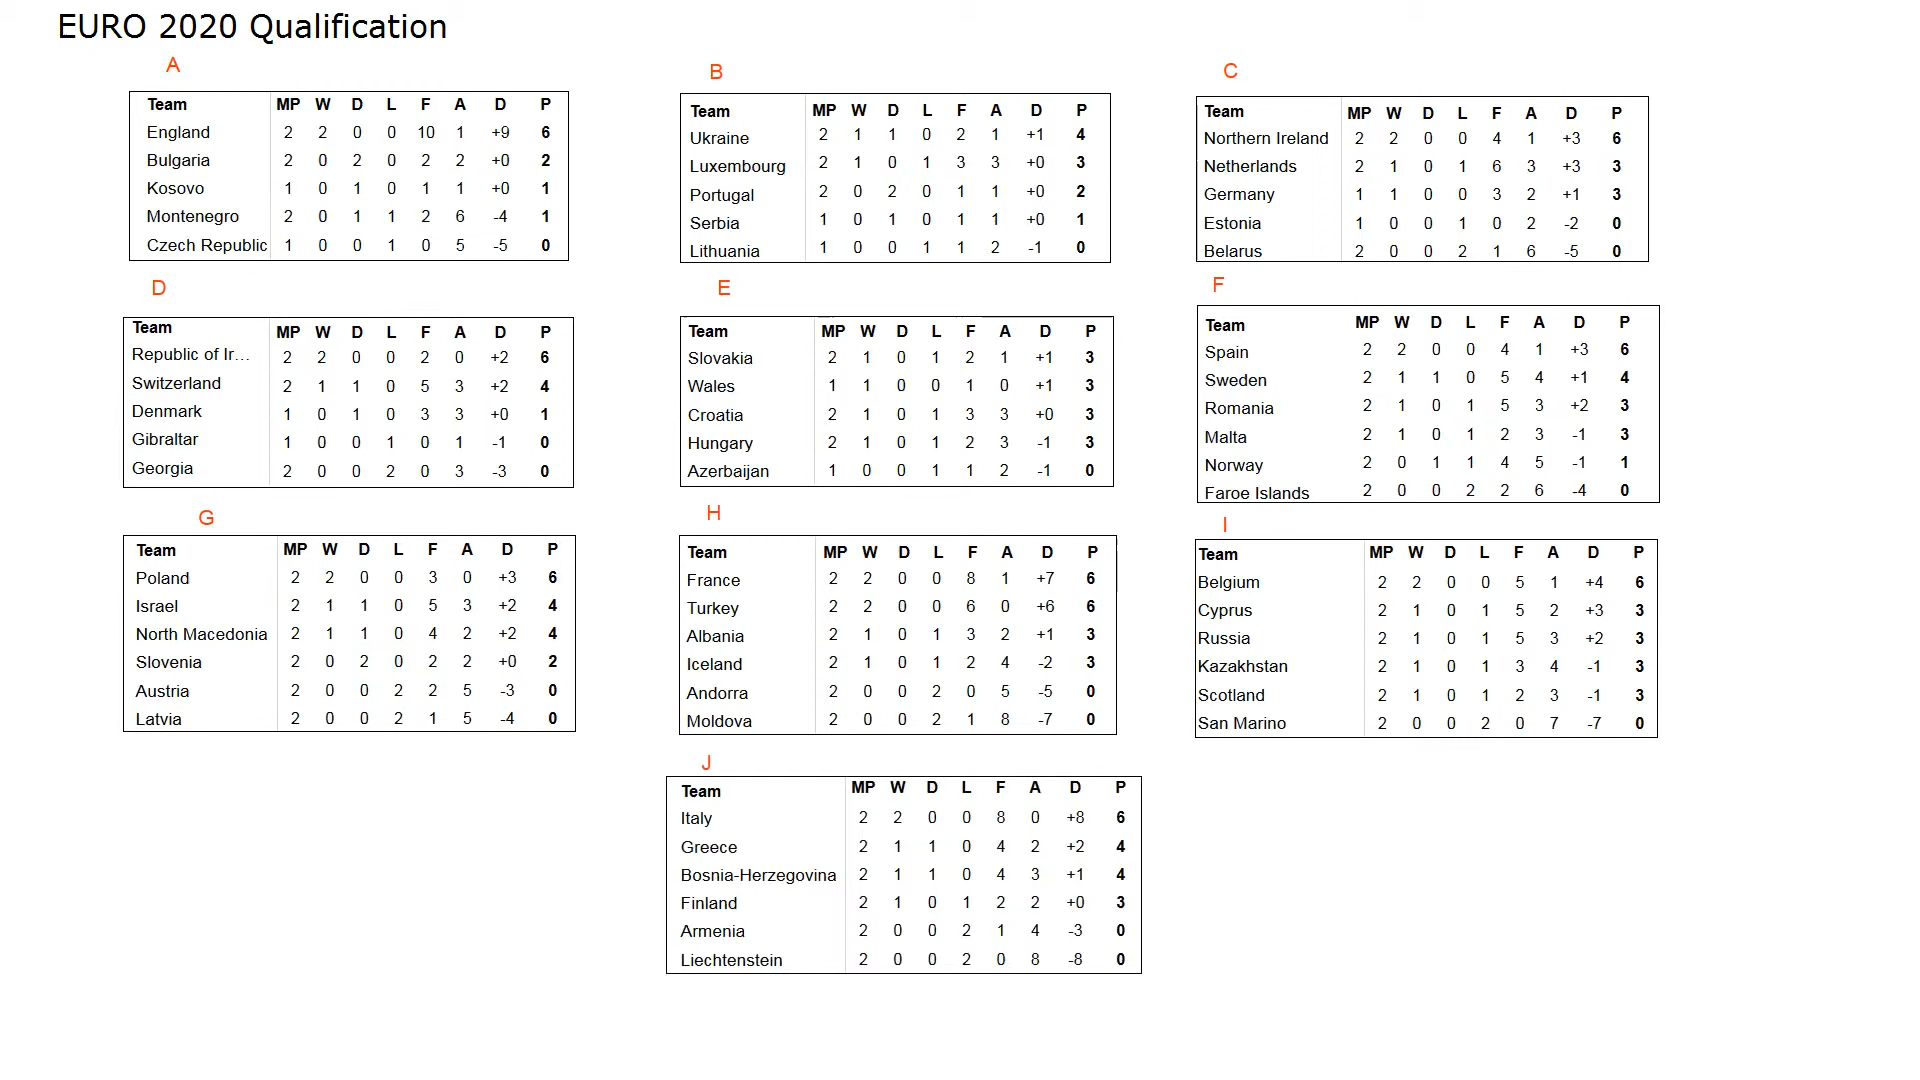 EURO 2020 Qualification
A
Team MP W D L F A D P
England 2 2 0 0 10 1 +9 6
Bulgaria 2 0 2 0 2 2 +0 2
Kosovo 1 0 1 0 1 1 +0 1
Montenegro 2 0 1 1 2 6 -4 1
Czech Republic 1 0 0 1 0 5 -5 0
B
Team MP W D L F A D P
Ukraine 2 1 1 0 2 1 +1 4
Luxembourg 2 1 0 1 3 3 +0 3
Portugal 2 0 2 0 1 1 +0 2
Serbia 1 0 1 0 1 1 +0 1
Lithuania 1 0 0 1 1 2 -1 0
C
Team MP W D L F A D P
Northern Ireland 2 2 0 0 4 1 +3 6
Netherlands 2 1 0 1 6 3 +3 3
Germany 1 1 0 0 3 2 +1 3
Estonia 1 0 0 1 0 2 -2 0
Belarus 2 0 0 2 1 6 -5 0
D
Team MP W D L F A D P
Republic of Ir... 2 2 0 0 2 0 +2 6
Switzerland 2 1 1 0 5 3 +2 4
Denmark 1 0 1 0 3 3 +0 1
Gibraltar 1 0 0 1 0 1 -1 0
Georgia 2 0 0 2 0 3 -3 0
E
Team MP W D L F A D P
Slovakia 2 1 0 1 2 1 +1 3
Wales 1 1 0 0 1 0 +1 3
Croatia 2 1 0 1 3 3 +0 3
Hungary 2 1 0 1 2 3 -1 3
Azerbaijan 1 0 0 1 1 2 -1 0
F
Team MP W D L F A D P
Spain 2 2 0 0 4 1 +3 6
Sweden 2 1 1 0 5 4 +1 4
Romania 2 1 0 1 5 3 +2 3
Malta 2 1 0 1 2 3 -1 3
Norway 2 0 1 1 4 5 -1 1
Faroe Islands 2 0 0 2 2 6 -4 0
G
Team MP W D L F A D P
Poland 2 2 0 0 3 0 +3 6
Israel 2 1 1 0 5 3 +2 4
North Macedonia 2 1 1 0 4 2 +2 4
Slovenia 2 0 2 0 2 2 +0 2
Austria 2 0 0 2 2 5 -3 0
Latvia 2 0 0 2 1 5 -4 0
H
Team MP W D L F A D P
France 2 2 0 0 8 1 +7 6
Turkey 2 2 0 0 6 0 +6 6
Albania 2 1 0 1 3 2 +1 3
Iceland 2 1 0 1 2 4 -2 3
Andorra 2 0 0 2 0 5 -5 0
Moldova 2 0 0 2 1 8 -7 0
I
Team MP W D L F A D P
Belgium 2 2 0 0 5 1 +4 6
Cyprus 2 1 0 1 5 2 +3 3
Russia 2 1 0 1 5 3 +2 3
Kazakhstan 2 1 0 1 3 4 -1 3
Scotland 2 1 0 1 2 3 -1 3
San Marino 2 0 0 2 0 7 -7 0
J
Team MP W D L F A D P
Italy 2 2 0 0 8 0 +8 6
Greece 2 1 1 0 4 2 +2 4
Bosnia-Herzegovina 2 1 1 0 4 3 +1 4
Finland 2 1 0 1 2 2 +0 3
Armenia 2 0 0 2 1 4 -3 0
Liechtenstein 2 0 0 2 0 8 -8 0